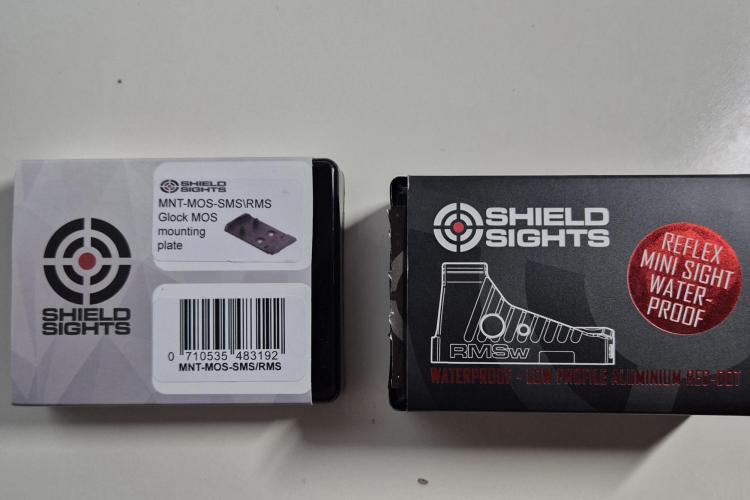 SHIELD
SIGHTS
MNT-MOS-SMS\RMS
Glock MOS
mounting
plate
SHIELD
SIGHTS
0 710535 483192
MNT-MOS-SMS/RMS
SHIELD
SIGHTS
REFLEX
MINI SIGHT
WATER-
PROOF
RMSw
WATERPROOF - LOW PROFILE ALUMINIUM RED-DOT